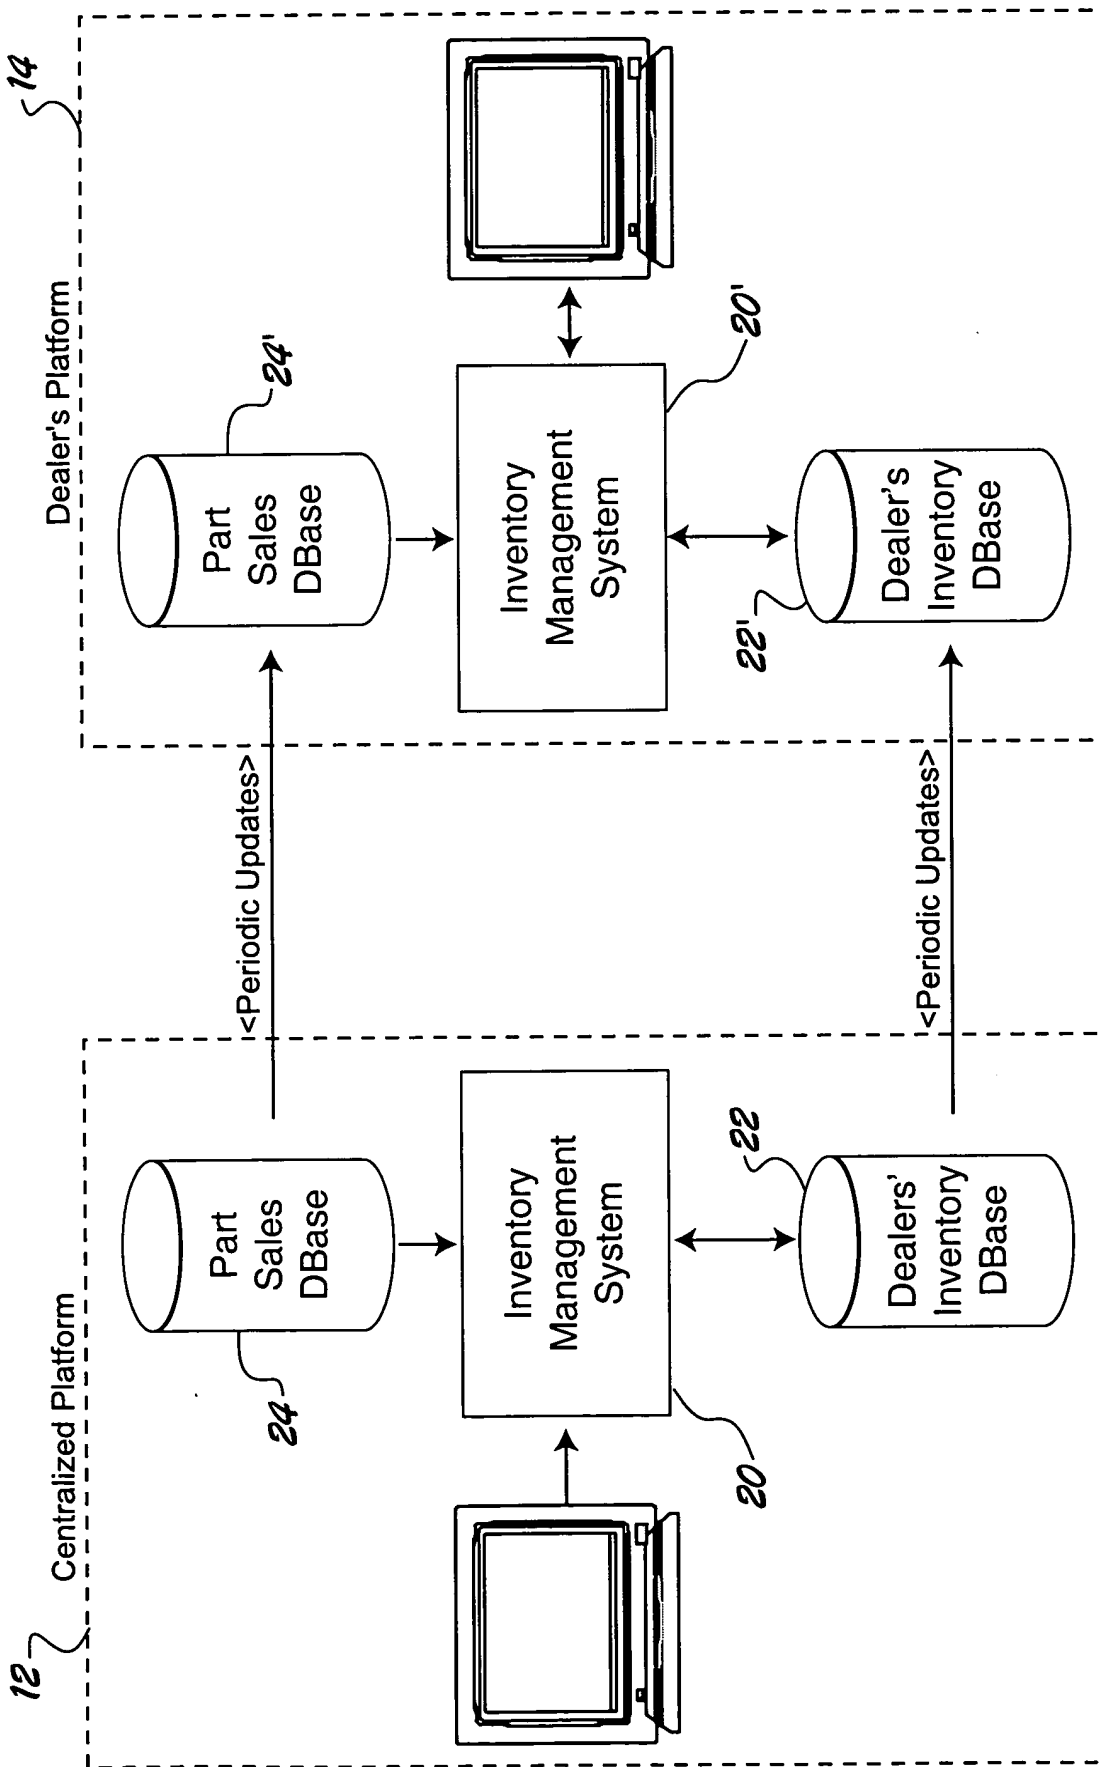 12
Centralized Platform
24
Part
Sales
DBase
<Periodic Updates>
Inventory
Management
System
20
22
Dealers'
Inventory
DBase
<Periodic Updates>
14
Dealer's Platform
24'
Part
Sales
DBase
Inventory
Management
System
20'
22'
Dealer's
Inventory
DBase